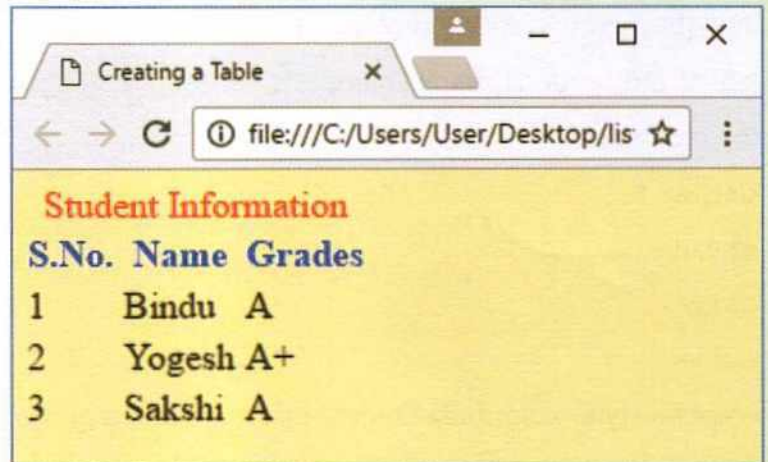 Creating a Table
file:///C:/Users/User/Desktop/lis
Student Information
S.No. Name Grades
1 Bindu A
2 Yogesh A+
3 Sakshi A